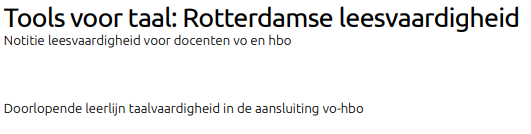 Tools voor taal: Rotterdamse leesvaardigheid
Notitie leesvaardigheid voor docenten vo en hbo
Doorlopende leerlijn taalvaardigheid in de aansluiting vo-hbo